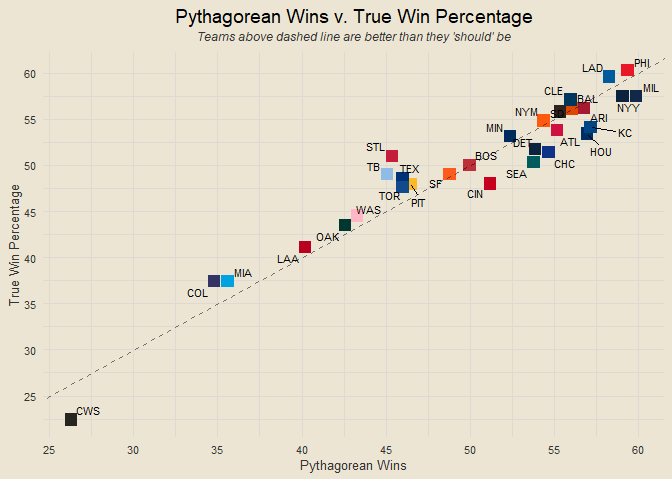 Pythagorean Wins v. True Win Percentage
Teams above dashed line are better than they 'should' be
True Win Percentage
60
55
50
45
40
35
30
25
PHI
LAD
MIL
CLE
BAL
NYY
NYM
SD
ARI
KC
MIN
DET
ATL
HOU
STL
BOS
CHC
SEA
TB
TEX
SF
CIN
TOR
PIT
WAS
OAK
LAA
MIA
COL
CWS
25
30
35
40
45
50
55
60
Pythagorean Wins